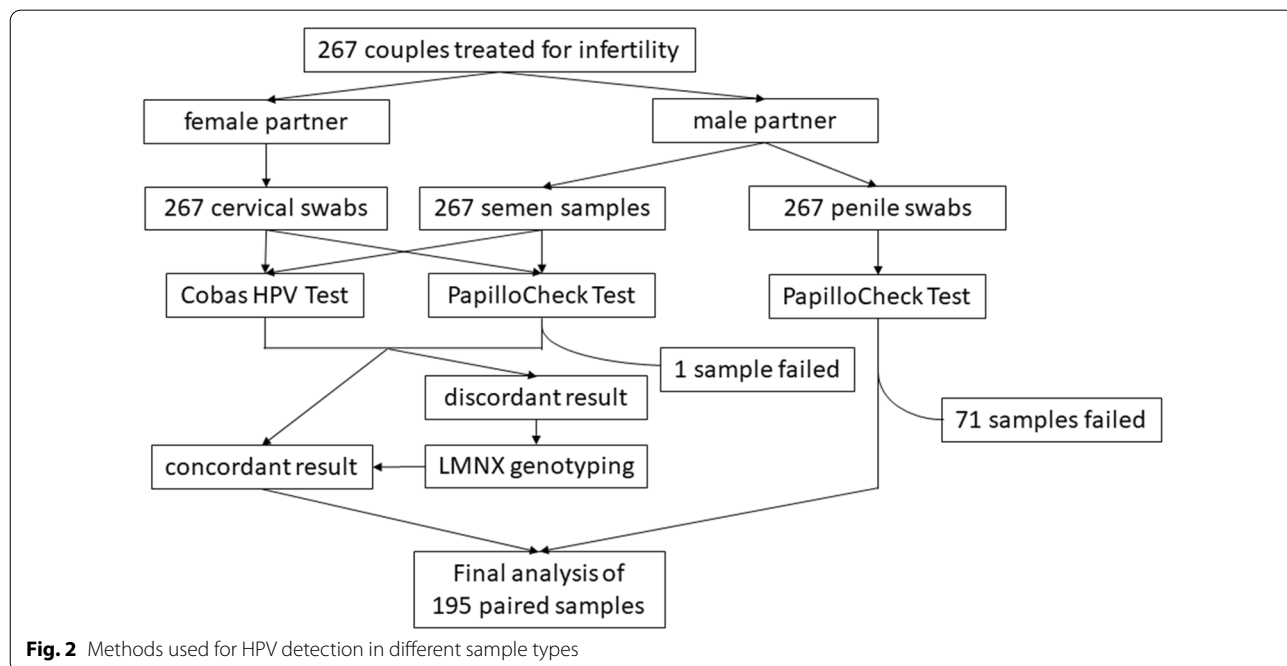 267 couples treated for infertility
female partner
male partner
267 cervical swabs
267 semen samples
267 penile swabs
Cobas HPV Test
PapilloCheck Test
PapilloCheck Test
1 sample failed
discordant result
71 samples failed
concordant result
LMNX genotyping
Final analysis of
195 paired samples
Fig. 2 Methods used for HPV detection in different sample types